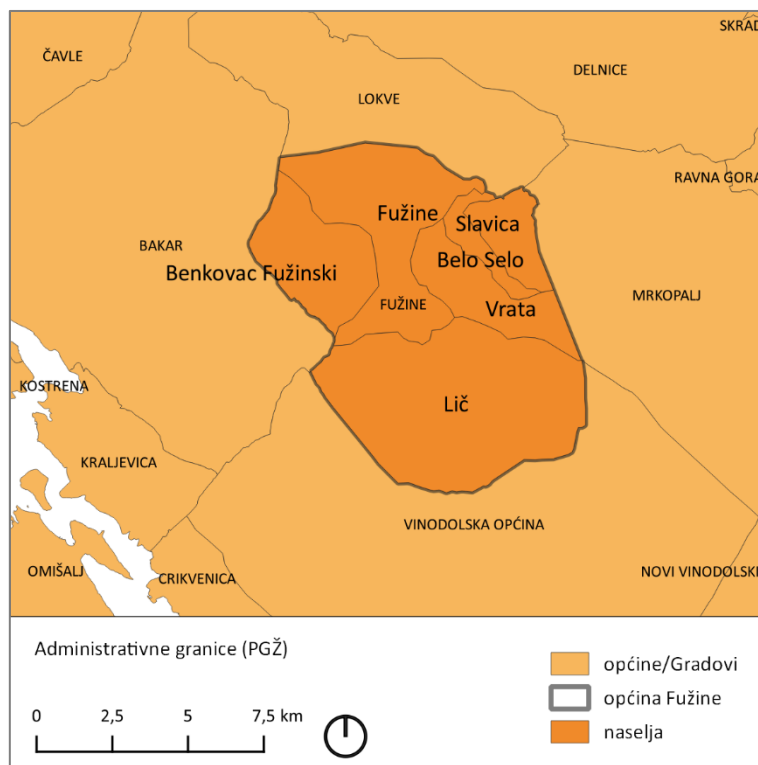 SKRAD
ČAVLE
DELNICE
LOKVE
RAVNA GORA
Fužine
Slavica
BAKAR
Belo Selo
Benkovac Fužinski
MRKOPALJ
FUŽINE
Vrata
KOSTRENA
Lič
KRALJEVICA
VINODOLSKA OPĆINA
OMIŠALJ
CRIKVENICA
NOVI VINODOLSKI
Administrativne granice (PGŽ)
općine/Gradovi
općina Fužine
naselja
0 2,5 5 7,5 km